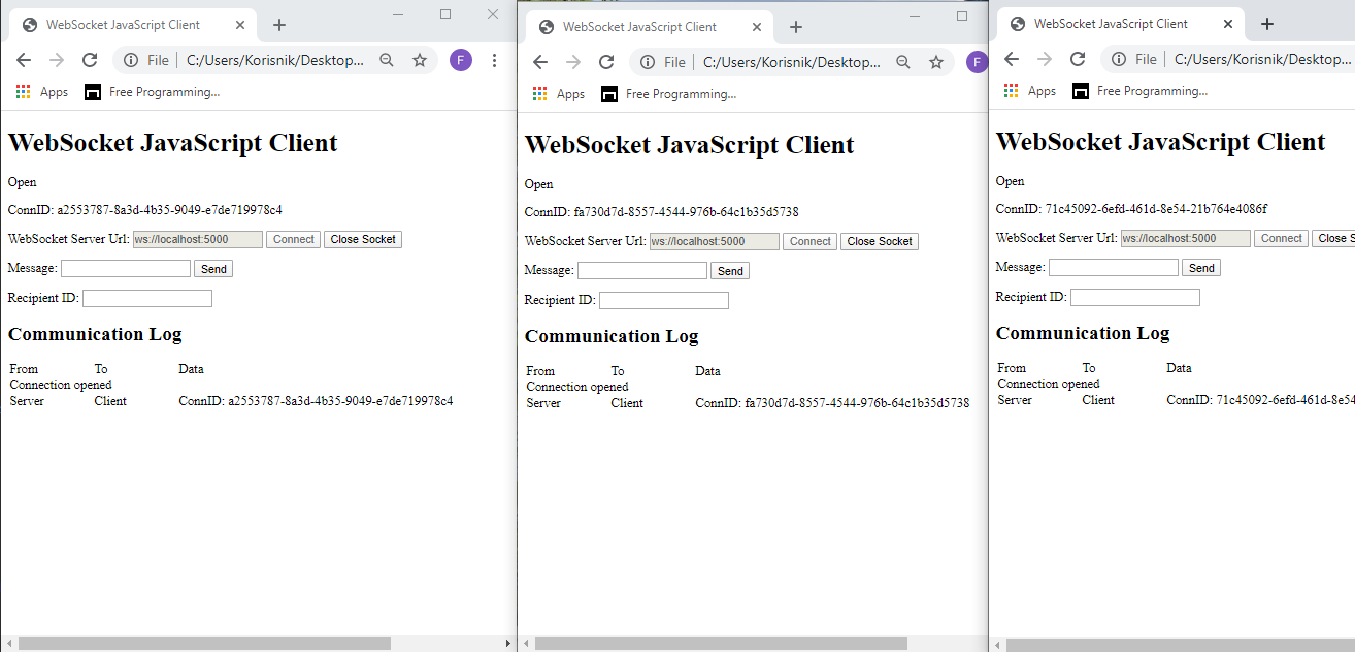 WebSocket JavaScript Client
File C:/Users/Korisnik/Desktop... F
Apps Free Programming...
WebSocket JavaScript Client
Open
ConnID: a2553787-8a3d-4b35-9049-e7de719978c4
WebSocket Server Url: ws://localhost:5000 Connect Close Socket
Message: Send
Recipient ID:
Communication Log
From To Data
Connection opened
Server Client ConnID: a2553787-8a3d-4b35-9049-e7de719978c4
WebSocket JavaScript Client
File C:/Users/Korisnik/Desktop... F
Apps Free Programming...
WebSocket JavaScript Client
Open
ConnID: fa730d7d-8557-4544-976b-64c1b35d5738
WebSocket Server Url: ws://localhost:5000 Connect Close Socket
Message: Send
Recipient ID:
Communication Log
From To Data
Connection opened
Server Client ConnID: fa730d7d-8557-4544-976b-64c1b35d5738
WebSocket JavaScript Client
File C:/Users/Korisnik/Desktop...
Apps Free Programming...
WebSocket JavaScript Client
Open
ConnID: 71c45092-6efd-461d-8e54-21b764e4086f
WebSocket Server Url: ws://localhost:5000 Connect Close S
Message: Send
Recipient ID:
Communication Log
From To Data
Connection opened
Server Client ConnID: 71c45092-6efd-461d-8e54